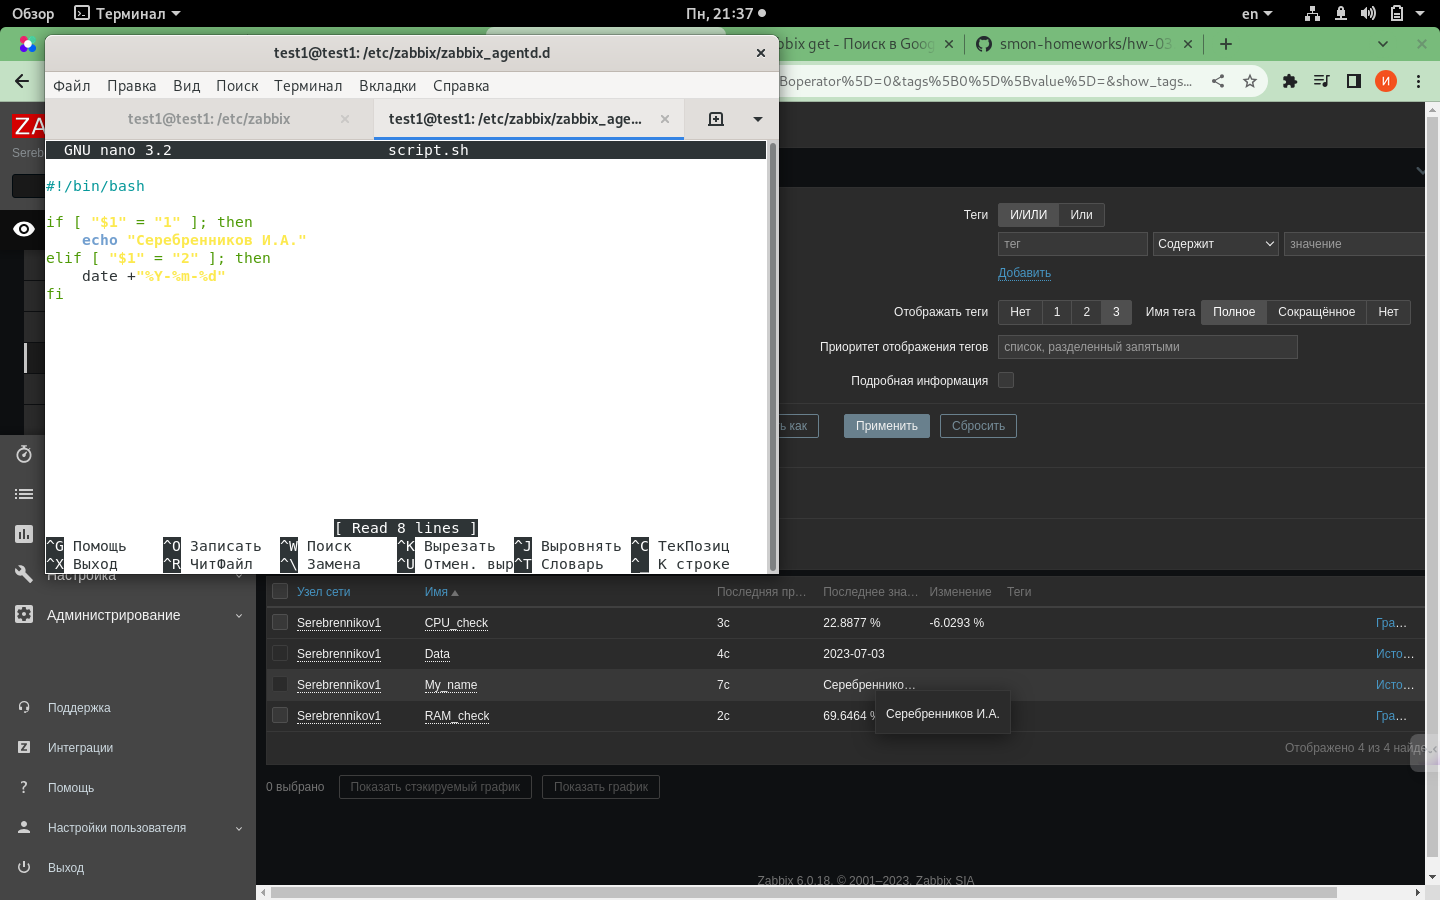 Обзор
Терминал
Пн, 21:37
en
test1@test1: /etc/zabbix/zabbix_agentd.d
bix get - Поиск в Goog
smon-homeworks/hw-03
Boperator%5D=0&tags%5B0%5D%5Bvalue%5D=&show_tags...
И
Файл Правка Вид Поиск Терминал Вкладки Справка
test1@test1: /etc/zabbix
test1@test1: /etc/zabbix/zabbix_age...
ZA
Sereb
GNU nano 3.2 script.sh
#!/bin/bash
if [ "$1" = "1" ]; then
echo "Серебренников И.А."
elif [ "$1" = "2" ]; then
date +"%Y-%m-%d"
fi
[ Read 8 lines ]
^G Помощь ^O Записать ^W Поиск ^K Вырезать ^J Выровнять ^C ТекПозиц
^X Выход ^R ЧитФайл ^\ Замена ^U Отмен. выр^T Словарь ^_ К строке
Теги И/ИЛИ Или
тег Содержит значение
Добавить
Отображать теги Нет 1 2 3 Имя тега Полное Сокращённое Нет
Приоритет отображения тегов список, разделенный запятыми
Подробная информация
ть как Применить Сбросить
Настройка
Администрирование
Поддержка
Интеграции
Помощь
Настройки пользователя
Выход
Узел сети Имя Последняя пр... Последнее зна... Изменение Теги
Serebrennikov1 CPU_check 3с 22.8877 % -6.0293 % Гра...
Serebrennikov1 Data 4с 2023-07-03 Исто...
Serebrennikov1 My_name 7с Серебреннико... Исто...
Serebrennikov1 RAM_check 2с 69.6464 % Гра...
Серебренников И.А.
Отображено 4 из 4 найде
0 выбрано Показать стэкируемый график Показать график
Zabbix 6.0.18. © 2001–2023, Zabbix SIA